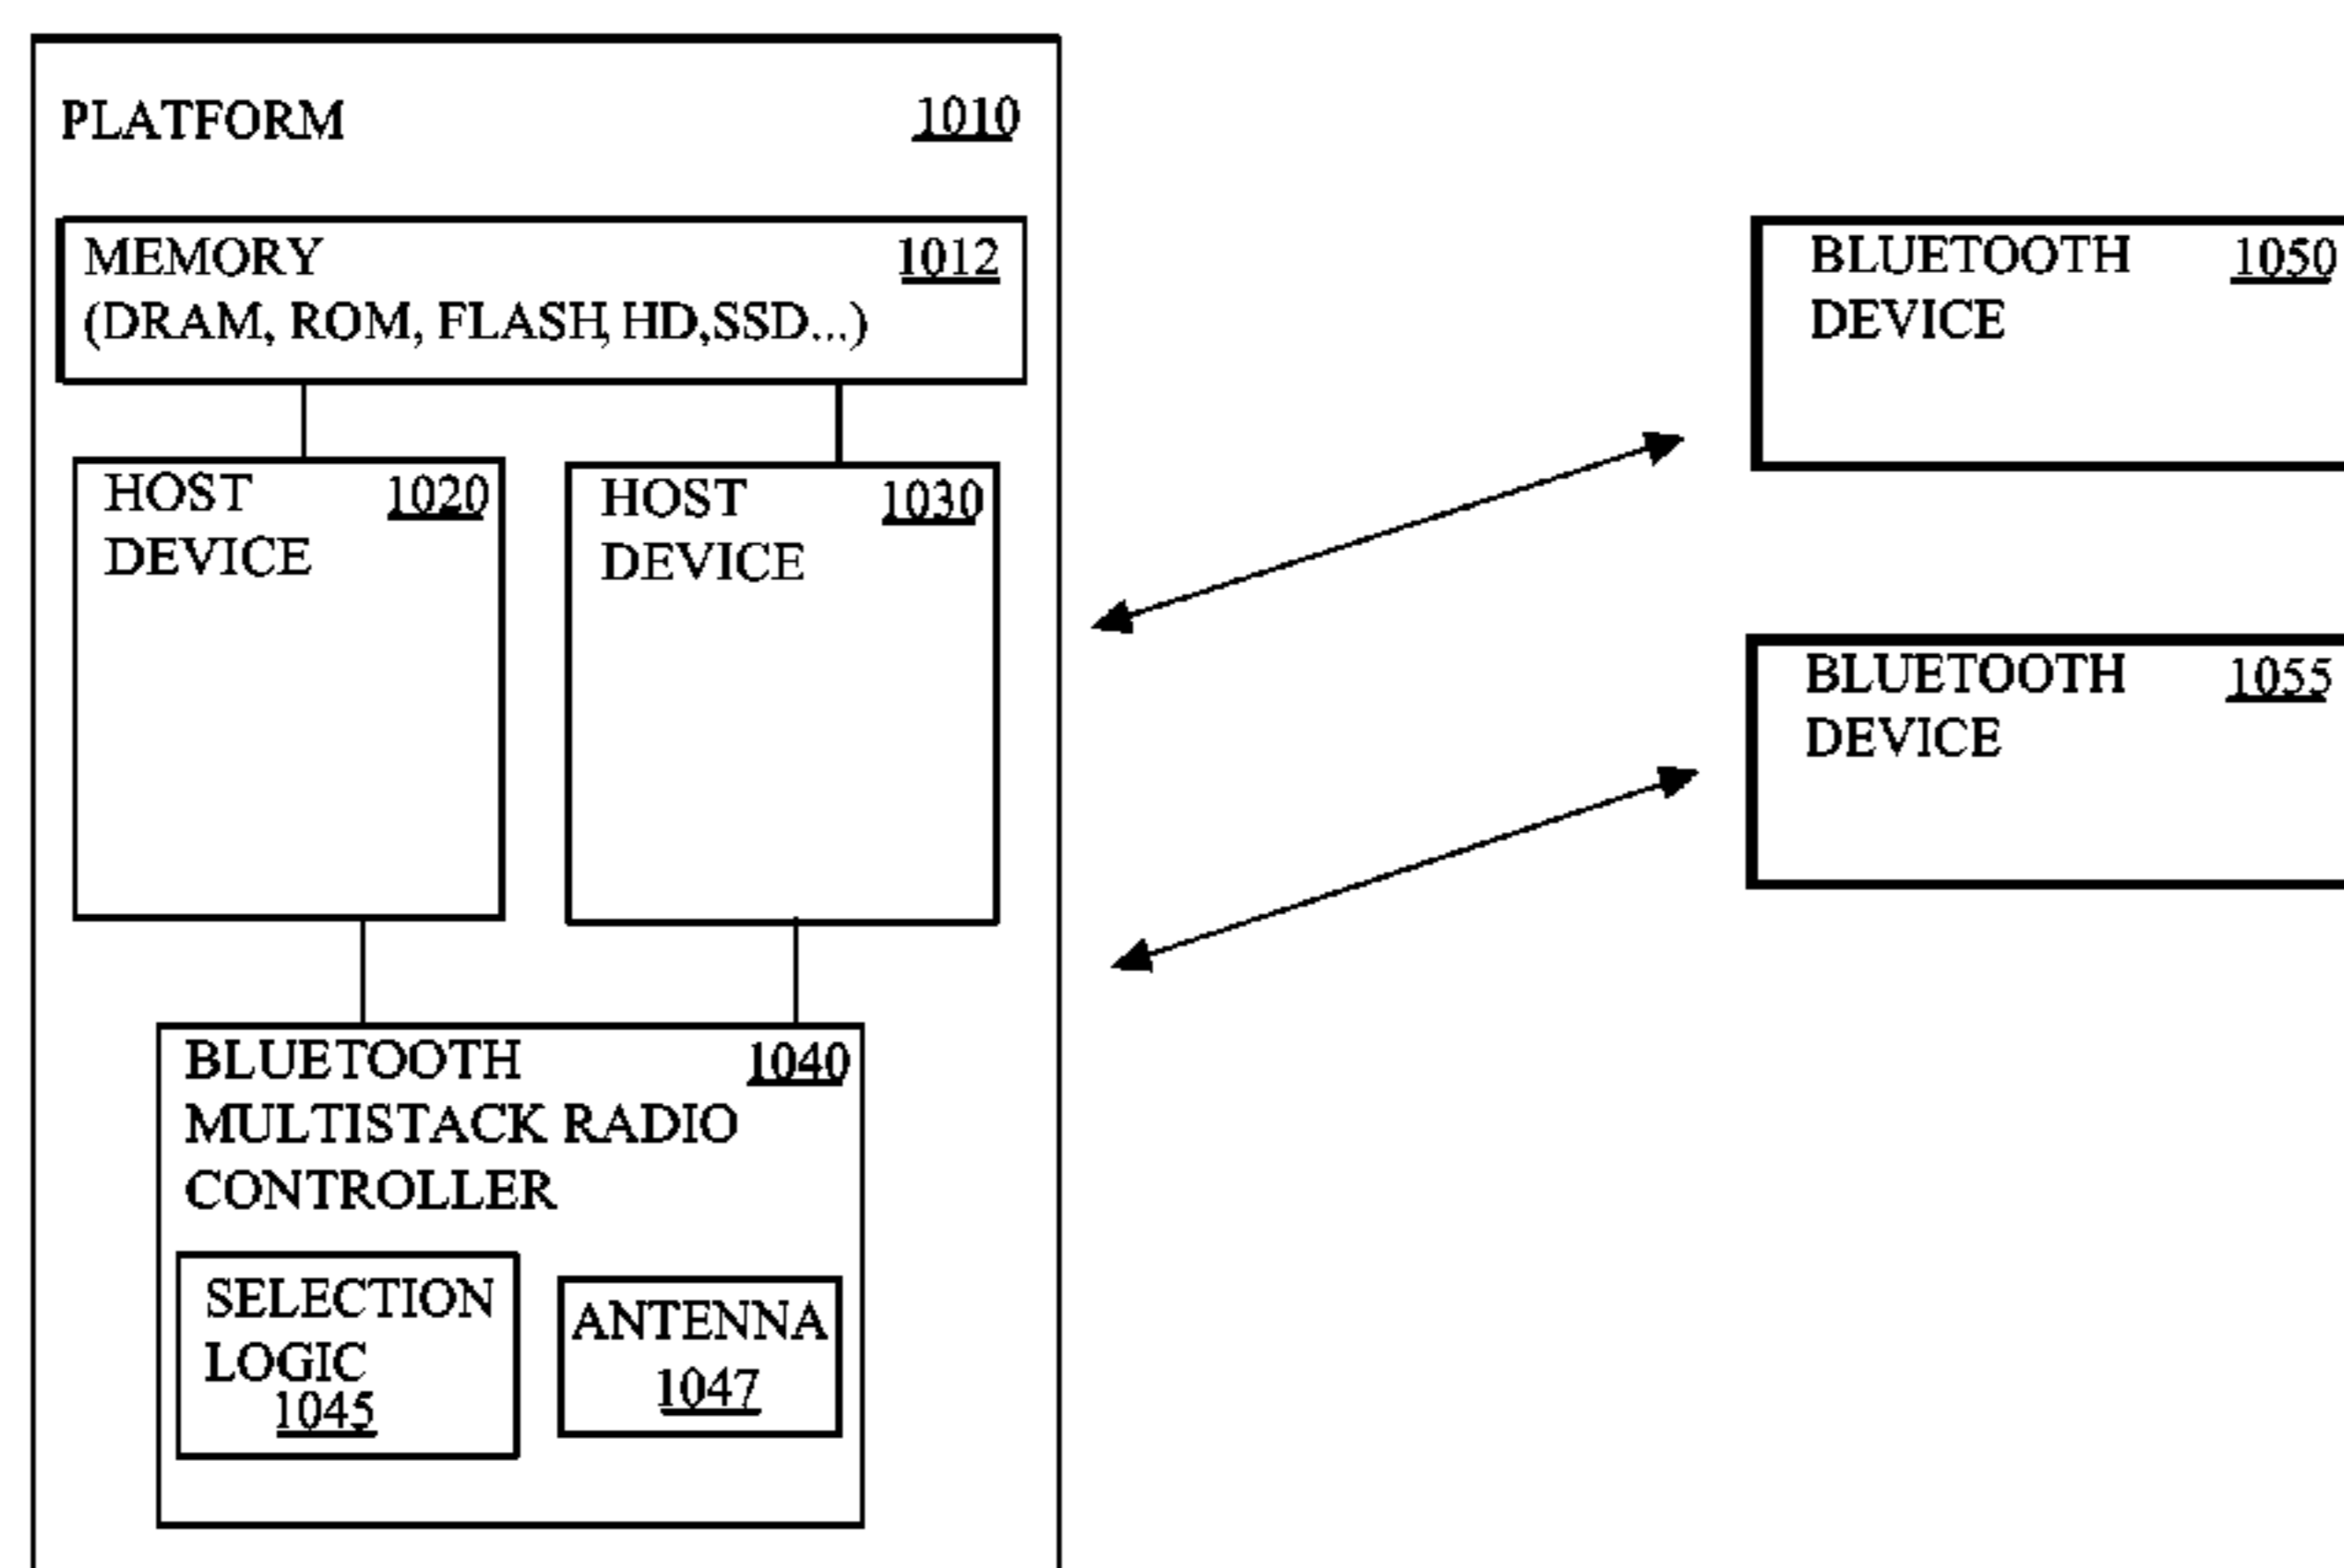 PLATFORM 1010
MEMORY 1012
(DRAM, ROM, FLASH, HD,SSD...)
HOST 1020
DEVICE
HOST 1030
DEVICE
BLUETOOTH 1040
MULTISTACK RADIO
CONTROLLER
SELECTION
LOGIC
1045
ANTENNA
1047
BLUETOOTH 1050
DEVICE
BLUETOOTH 1055
DEVICE